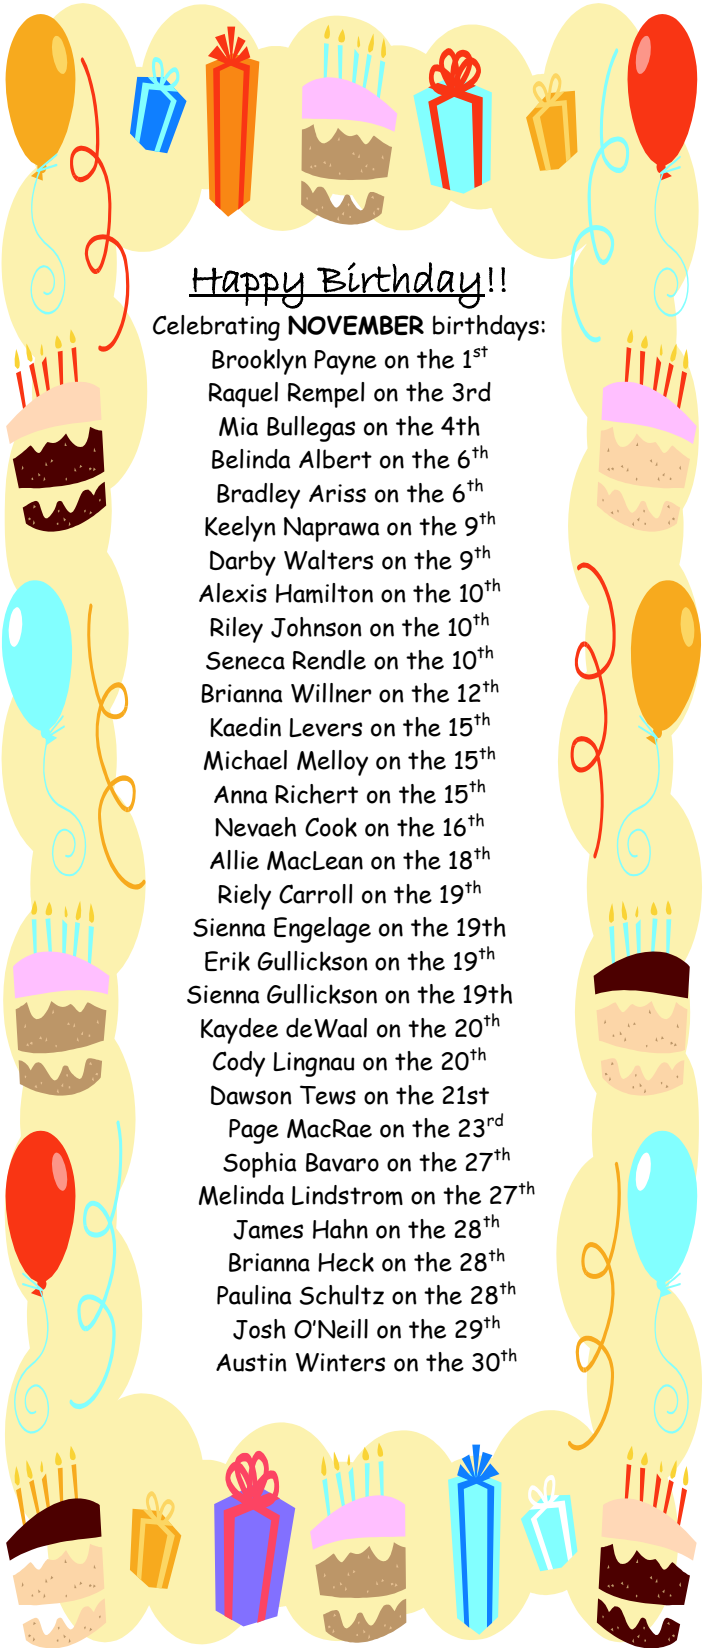 Happy Birthday!!
Celebrating NOVEMBER birthdays:
Brooklyn Payne on the 1st
Raquel Rempel on the 3rd
Mia Bullegas on the 4th
Belinda Albert on the 6th
Bradley Ariss on the 6th
Keelyn Naprawa on the 9th
Darby Walters on the 9th
Alexis Hamilton on the 10th
Riley Johnson on the 10th
Seneca Rendle on the 10th
Brianna Willner on the 12th
Kaedin Levers on the 15th
Michael Melloy on the 15th
Anna Richert on the 15th
Nevaeh Cook on the 16th
Allie MacLean on the 18th
Riely Carroll on the 19th
Sienna Engelage on the 19th
Erik Gullickson on the 19th
Sienna Gullickson on the 19th
Kaydee deWaal on the 20th
Cody Lingnau on the 20th
Dawson Tews on the 21st
Page MacRae on the 23rd
Sophia Bavaro on the 27th
Melinda Lindstrom on the 27th
James Hahn on the 28th
Brianna Heck on the 28th
Paulina Schultz on the 28th
Josh O'Neill on the 29th
Austin Winters on the 30th